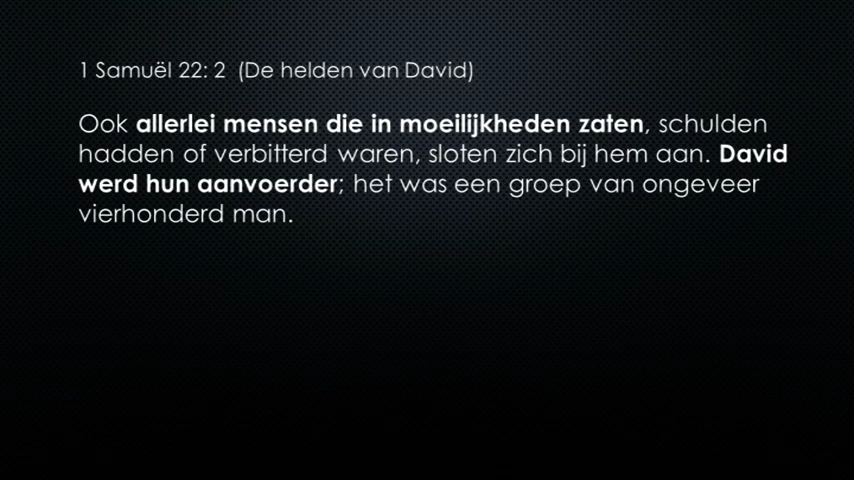 1 Samuël 22: 2 (De helden van David)
Ook allerlei mensen die in moeilijkheden zaten, schulden
hadden of verbitterd waren, sloten zich bij hem aan. David
werd hun aanvoerder; het was een groep van ongeveer
vierhonderd man.